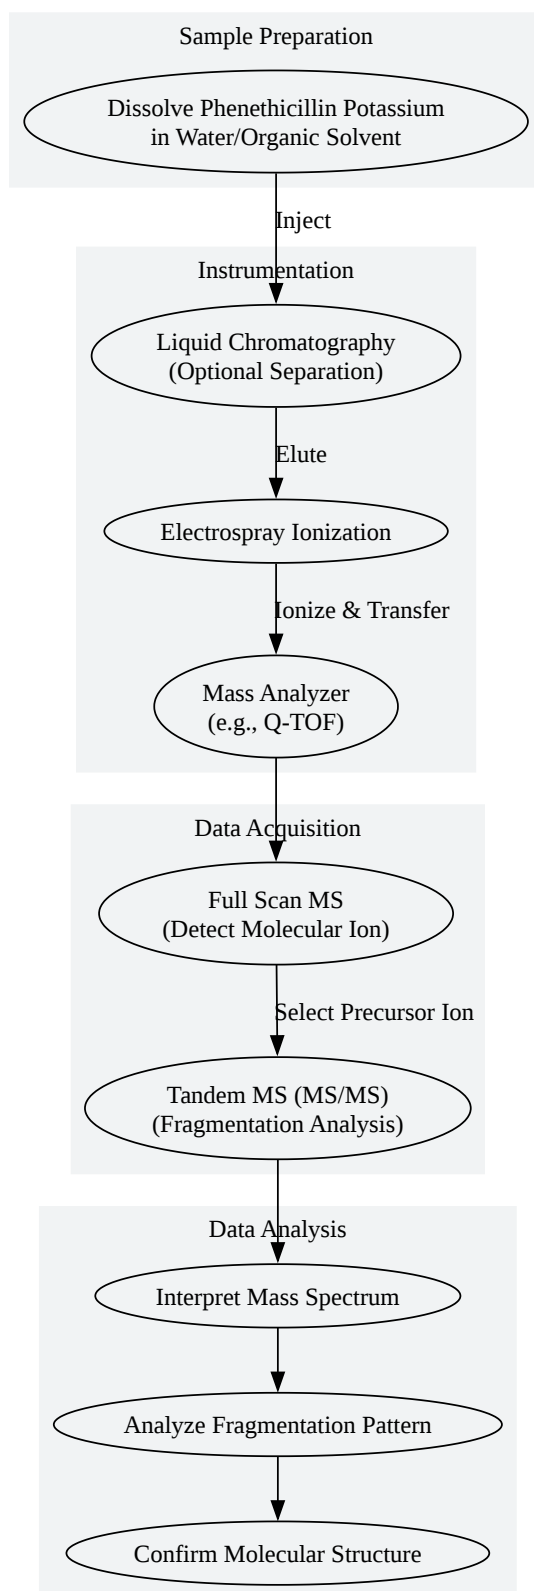 Sample Preparation
Dissolve Phenethicillin Potassium
in Water/Organic Solvent
Inject
Instrumentation
Liquid Chromatography
(Optional Separation)
Elute
Electrospray Ionization
Ionize & Transfer
Mass Analyzer
(e.g., Q-TOF)
Data Acquisition
Full Scan MS
(Detect Molecular Ion)
Select Precursor Ion
Tandem MS (MS/MS)
(Fragmentation Analysis)
Data Analysis
Interpret Mass Spectrum
Analyze Fragmentation Pattern
Confirm Molecular Structure